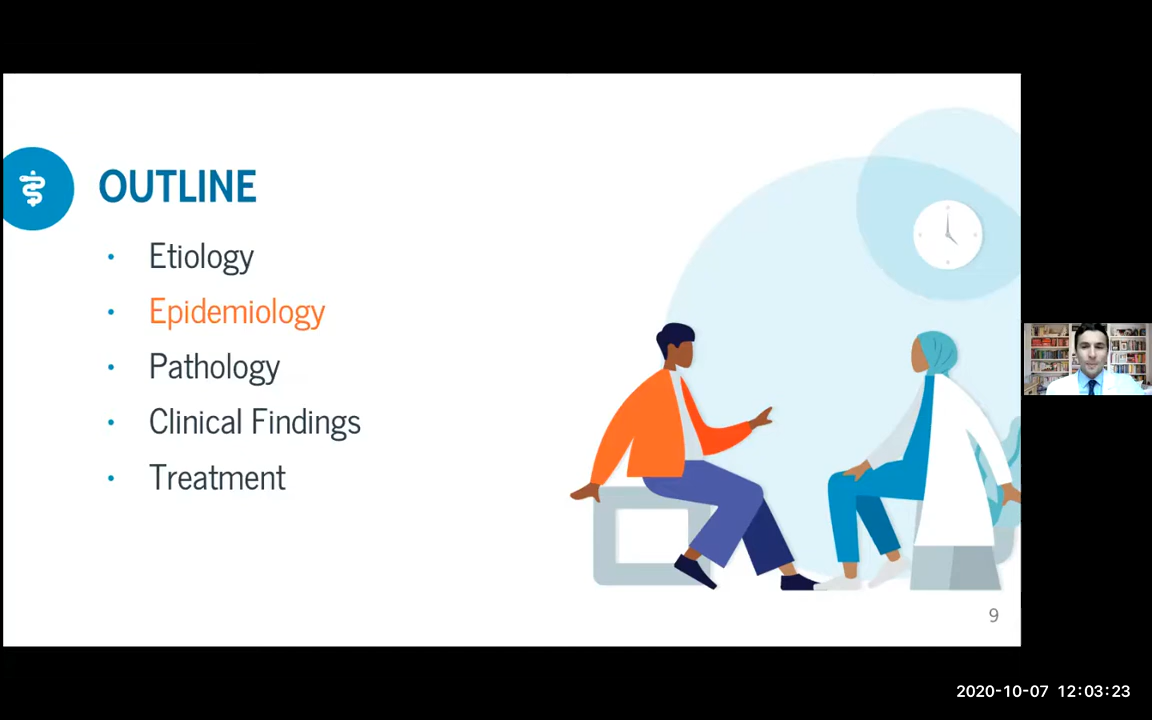 OUTLINE
• Etiology
• Epidemiology
• Pathology
• Clinical Findings
• Treatment
9
2020-10-07 12:03:23